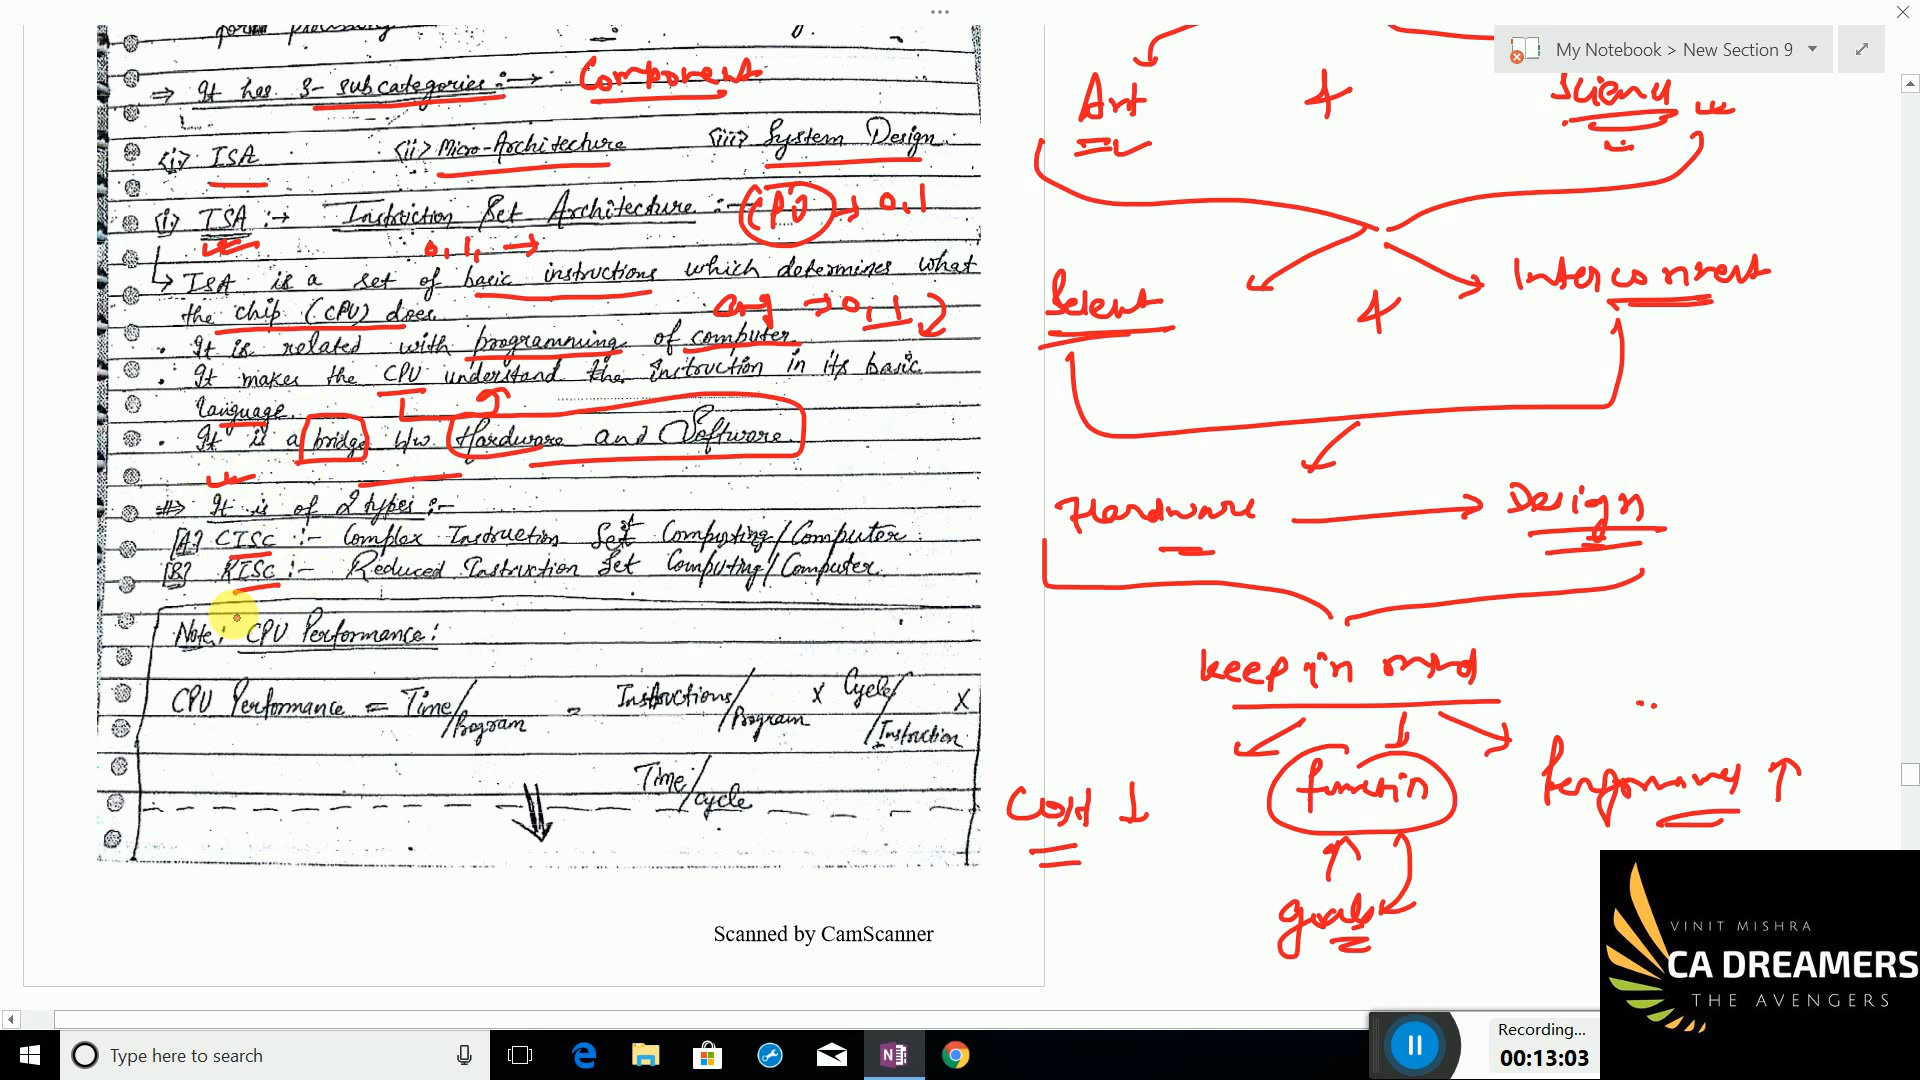 My Notebook > New Section 9
⇒ It has 3- subcategories :→ Component
(i) ISA (ii) Micro-Architecture (iii) System Design
(i) ISA :→ Instruction Set Architecture :- CPU → 0,1
0,1, →
↳ ISA is a set of basic instructions which determines what
the chip (CPU) does. → 0, 1
. It is related with programming of computer.
. It makes the CPU understand the instruction in its basic
language.
. It is a bridge b/w Hardware and Software.
⇒ It is of 2 types :-
[A] CISC :- Complex Instruction Set Computing/Computer
[B] RISC :- Reduced Instruction Set Computing/Computer
Note: CPU Performance:
CPU Performance = Time/Program = Instructions/Program x Cycle/Instruction x
Time/cycle
Scanned by CamScanner
Art +
Select + Interconnect
Hardware → Design
keep in mind
Cost ↓ function ↑
goals
VINIT MISHRA
CA DREAMERS
THE AVENGERS
Type here to search
Recording...
00:13:03